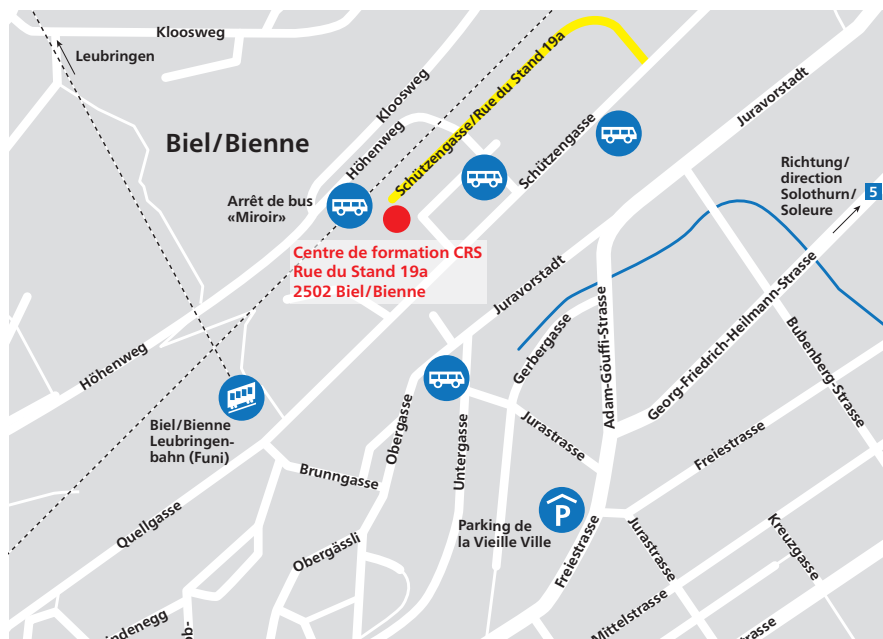 Kloosweg
Leubringen
Biel/Bienne
Kloosweg
Höhenweg
Schützengasse/Rue du Stand 19a
Schützengasse
Juravorstadt
Richtung/
direction
Solothurn/
Soleure
5
Arrêt de bus
«Miroir»
Centre de formation CRS
Rue du Stand 19a
2502 Biel/Bienne
Juravorstadt
Höhenweg
Gerbergasse
Adam-Göuffi-Strasse
Georg-Friedrich-Heilmann-Strasse
Bubenberg-Strasse
Biel/Bienne
Leubringen-
bahn (Funi)
Obergasse
Untergasse
Jurastrasse
Freiestrasse
Brunngasse
Quellgasse
Obergässli
P
Parking de
la Vieille Ville
Freiestrasse
Jurastrasse
Kreuzgasse
Mittelstrasse